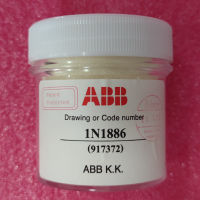 ABB
Drawing or Code number
1N1886
(917372)
ABB K.K.